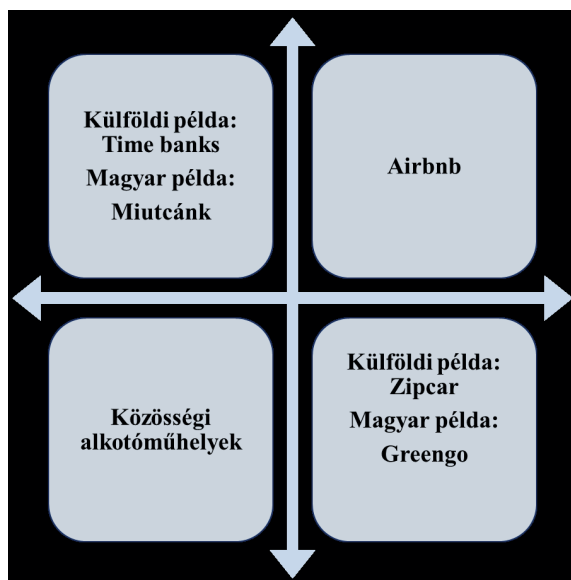 Külföldi példa:
Time banks
Magyar példa:
Miutcánk
Airbnb
Közösségi
alkotóműhelyek
Külföldi példa:
Zipcar
Magyar példa:
Greengo